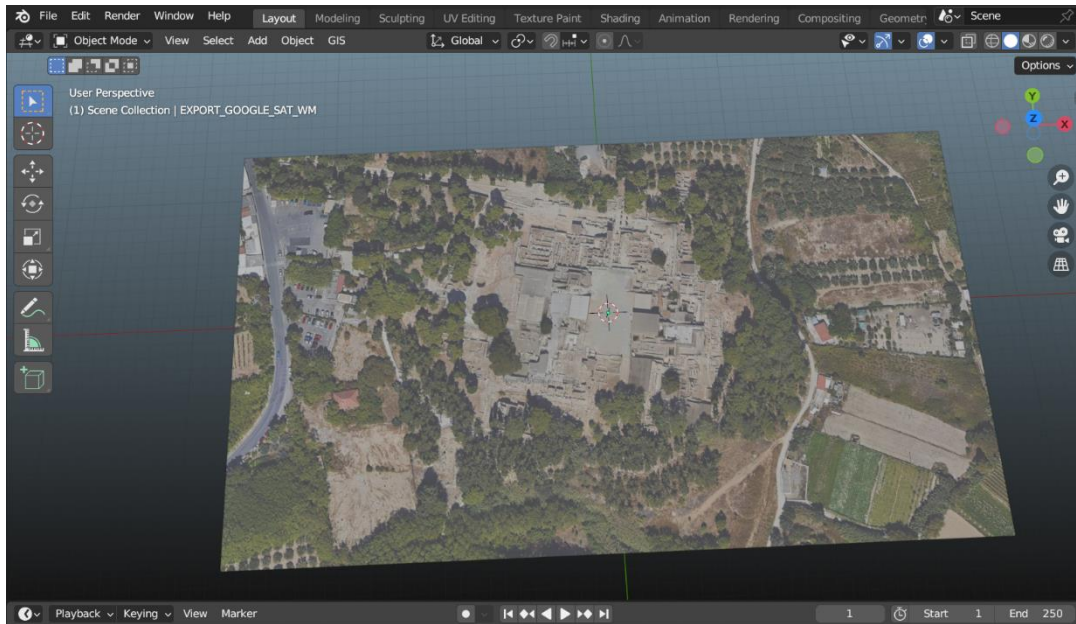 File Edit Render Window Help Layout Modeling Sculpting UV Editing Texture Paint Shading Animation Rendering Compositing Geometr Scene
Object Mode View Select Add Object GIS Global
Options
User Perspective
(1) Scene Collection | EXPORT_GOOGLE_SAT_WM
Y
Z X
Playback Keying View Marker 1 Start 1 End 250